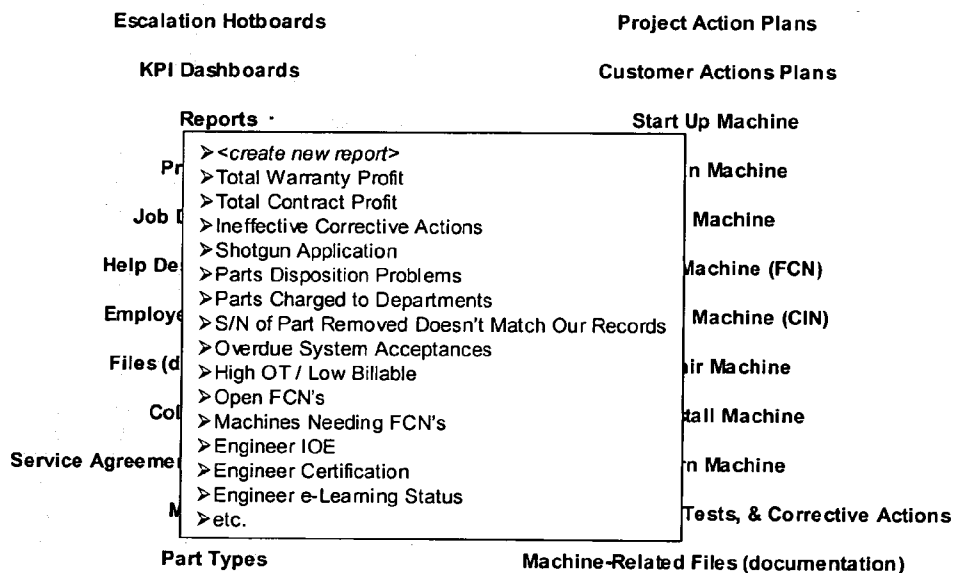 Escalation Hotboards
Project Action Plans
KPI Dashboards
Customer Actions Plans
Reports
Start Up Machine
➢<create new report>
➢Total Warranty Profit
➢Total Contract Profit
➢Ineffective Corrective Actions
➢Shotgun Application
➢Parts Disposition Problems
➢Parts Charged to Departments
➢S/N of Part Removed Doesn't Match Our Records
➢Overdue System Acceptances
➢High OT / Low Billable
➢Open FCN's
➢Machines Needing FCN's
➢Engineer IOE
➢Engineer Certification
➢Engineer e-Learning Status
➢etc.
Job
Help
Files
Service
Machine
Machine
Machine (FCN)
Machine (CIN)
Machine
Machine
Machine
Tests, & Corrective Actions
Part Types
Machine-Related Files (documentation)